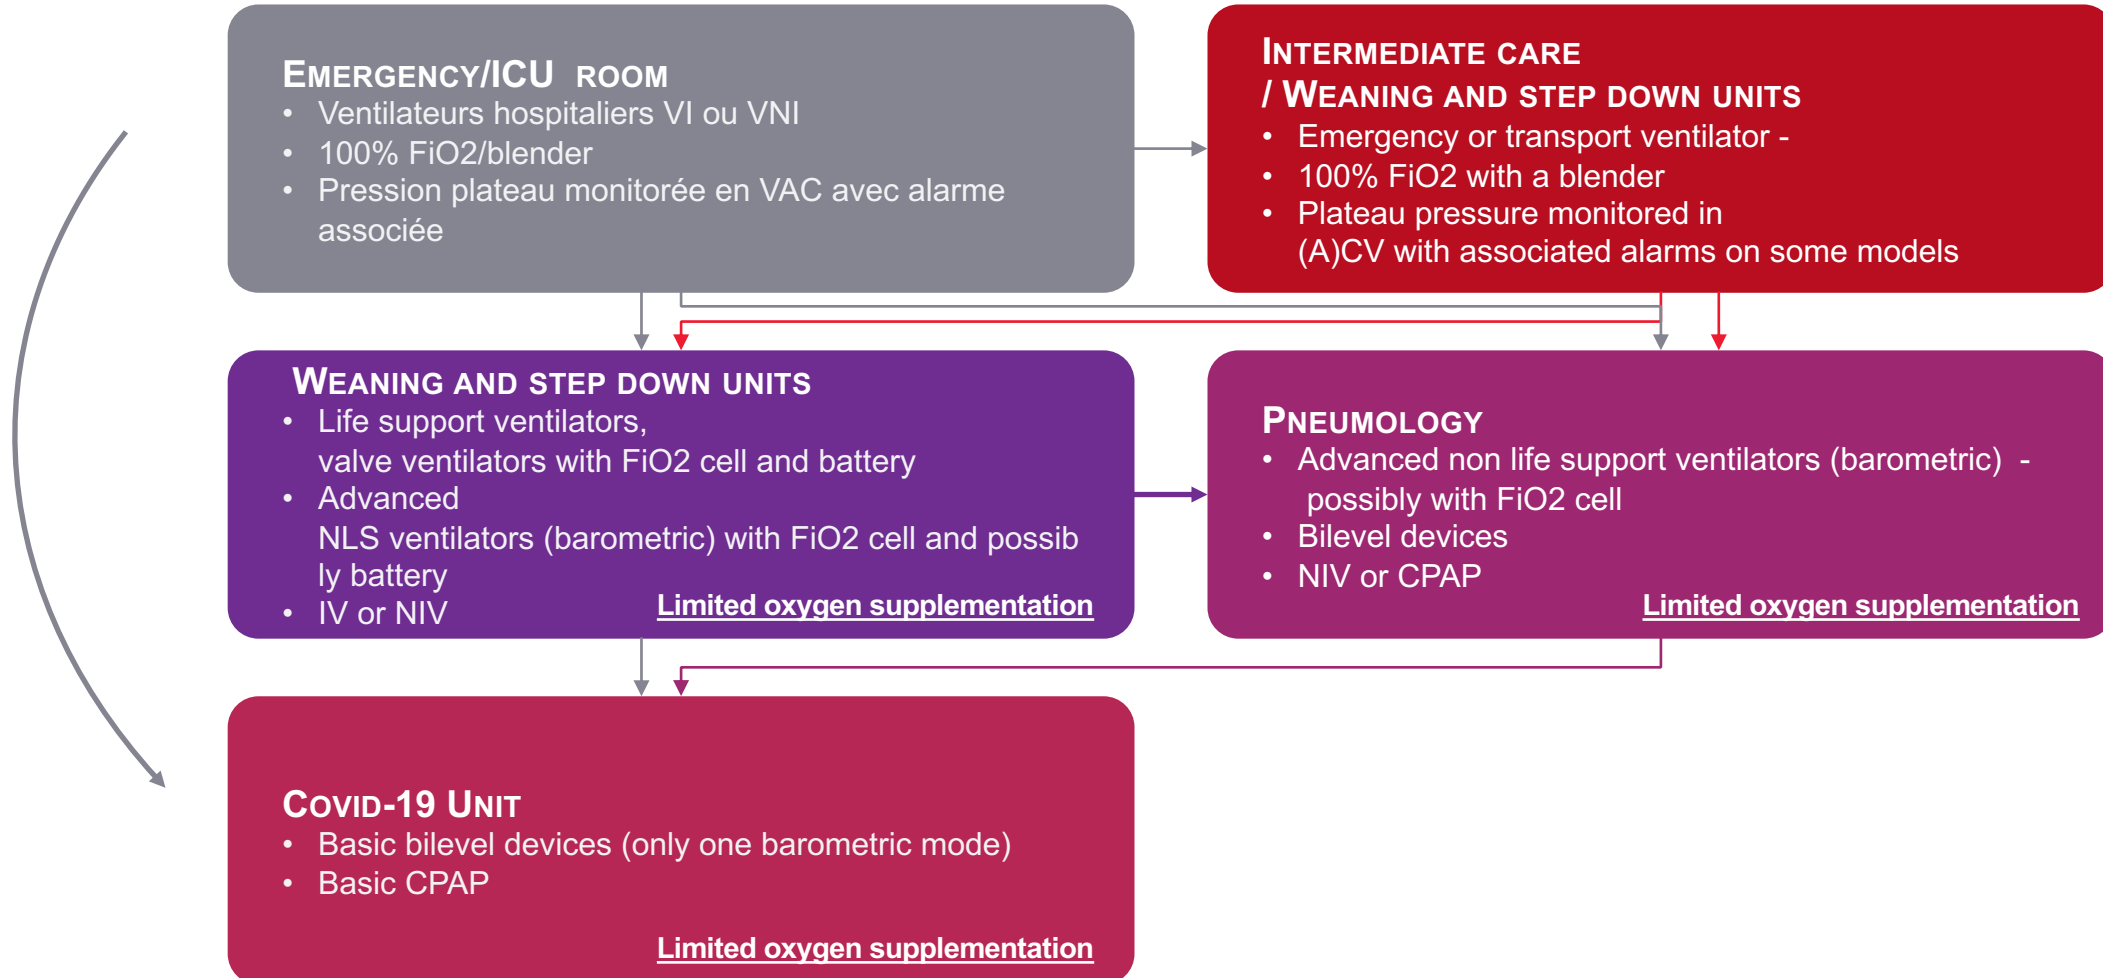 EMERGENCY/ICU ROOM
• Ventilateurs hospitaliers VI ou VNI
• 100% FiO2/blender
• Pression plateau monitorée en VAC avec alarme
associée
INTERMEDIATE CARE
/ WEANING AND STEP DOWN UNITS
• Emergency or transport ventilator -
• 100% FiO2 with a blender
• Plateau pressure monitored in
(A)CV with associated alarms on some models
WEANING AND STEP DOWN UNITS
• Life support ventilators,
valve ventilators with FiO2 cell and battery
• Advanced
NLS ventilators (barometric) with FiO2 cell and possib
ly battery
• IV or NIV
Limited oxygen supplementation
PNEUMOLOGY
• Advanced non life support ventilators (barometric) -
possibly with FiO2 cell
• Bilevel devices
• NIV or CPAP
Limited oxygen supplementation
COVID-19 UNIT
• Basic bilevel devices (only one barometric mode)
• Basic CPAP
Limited oxygen supplementation